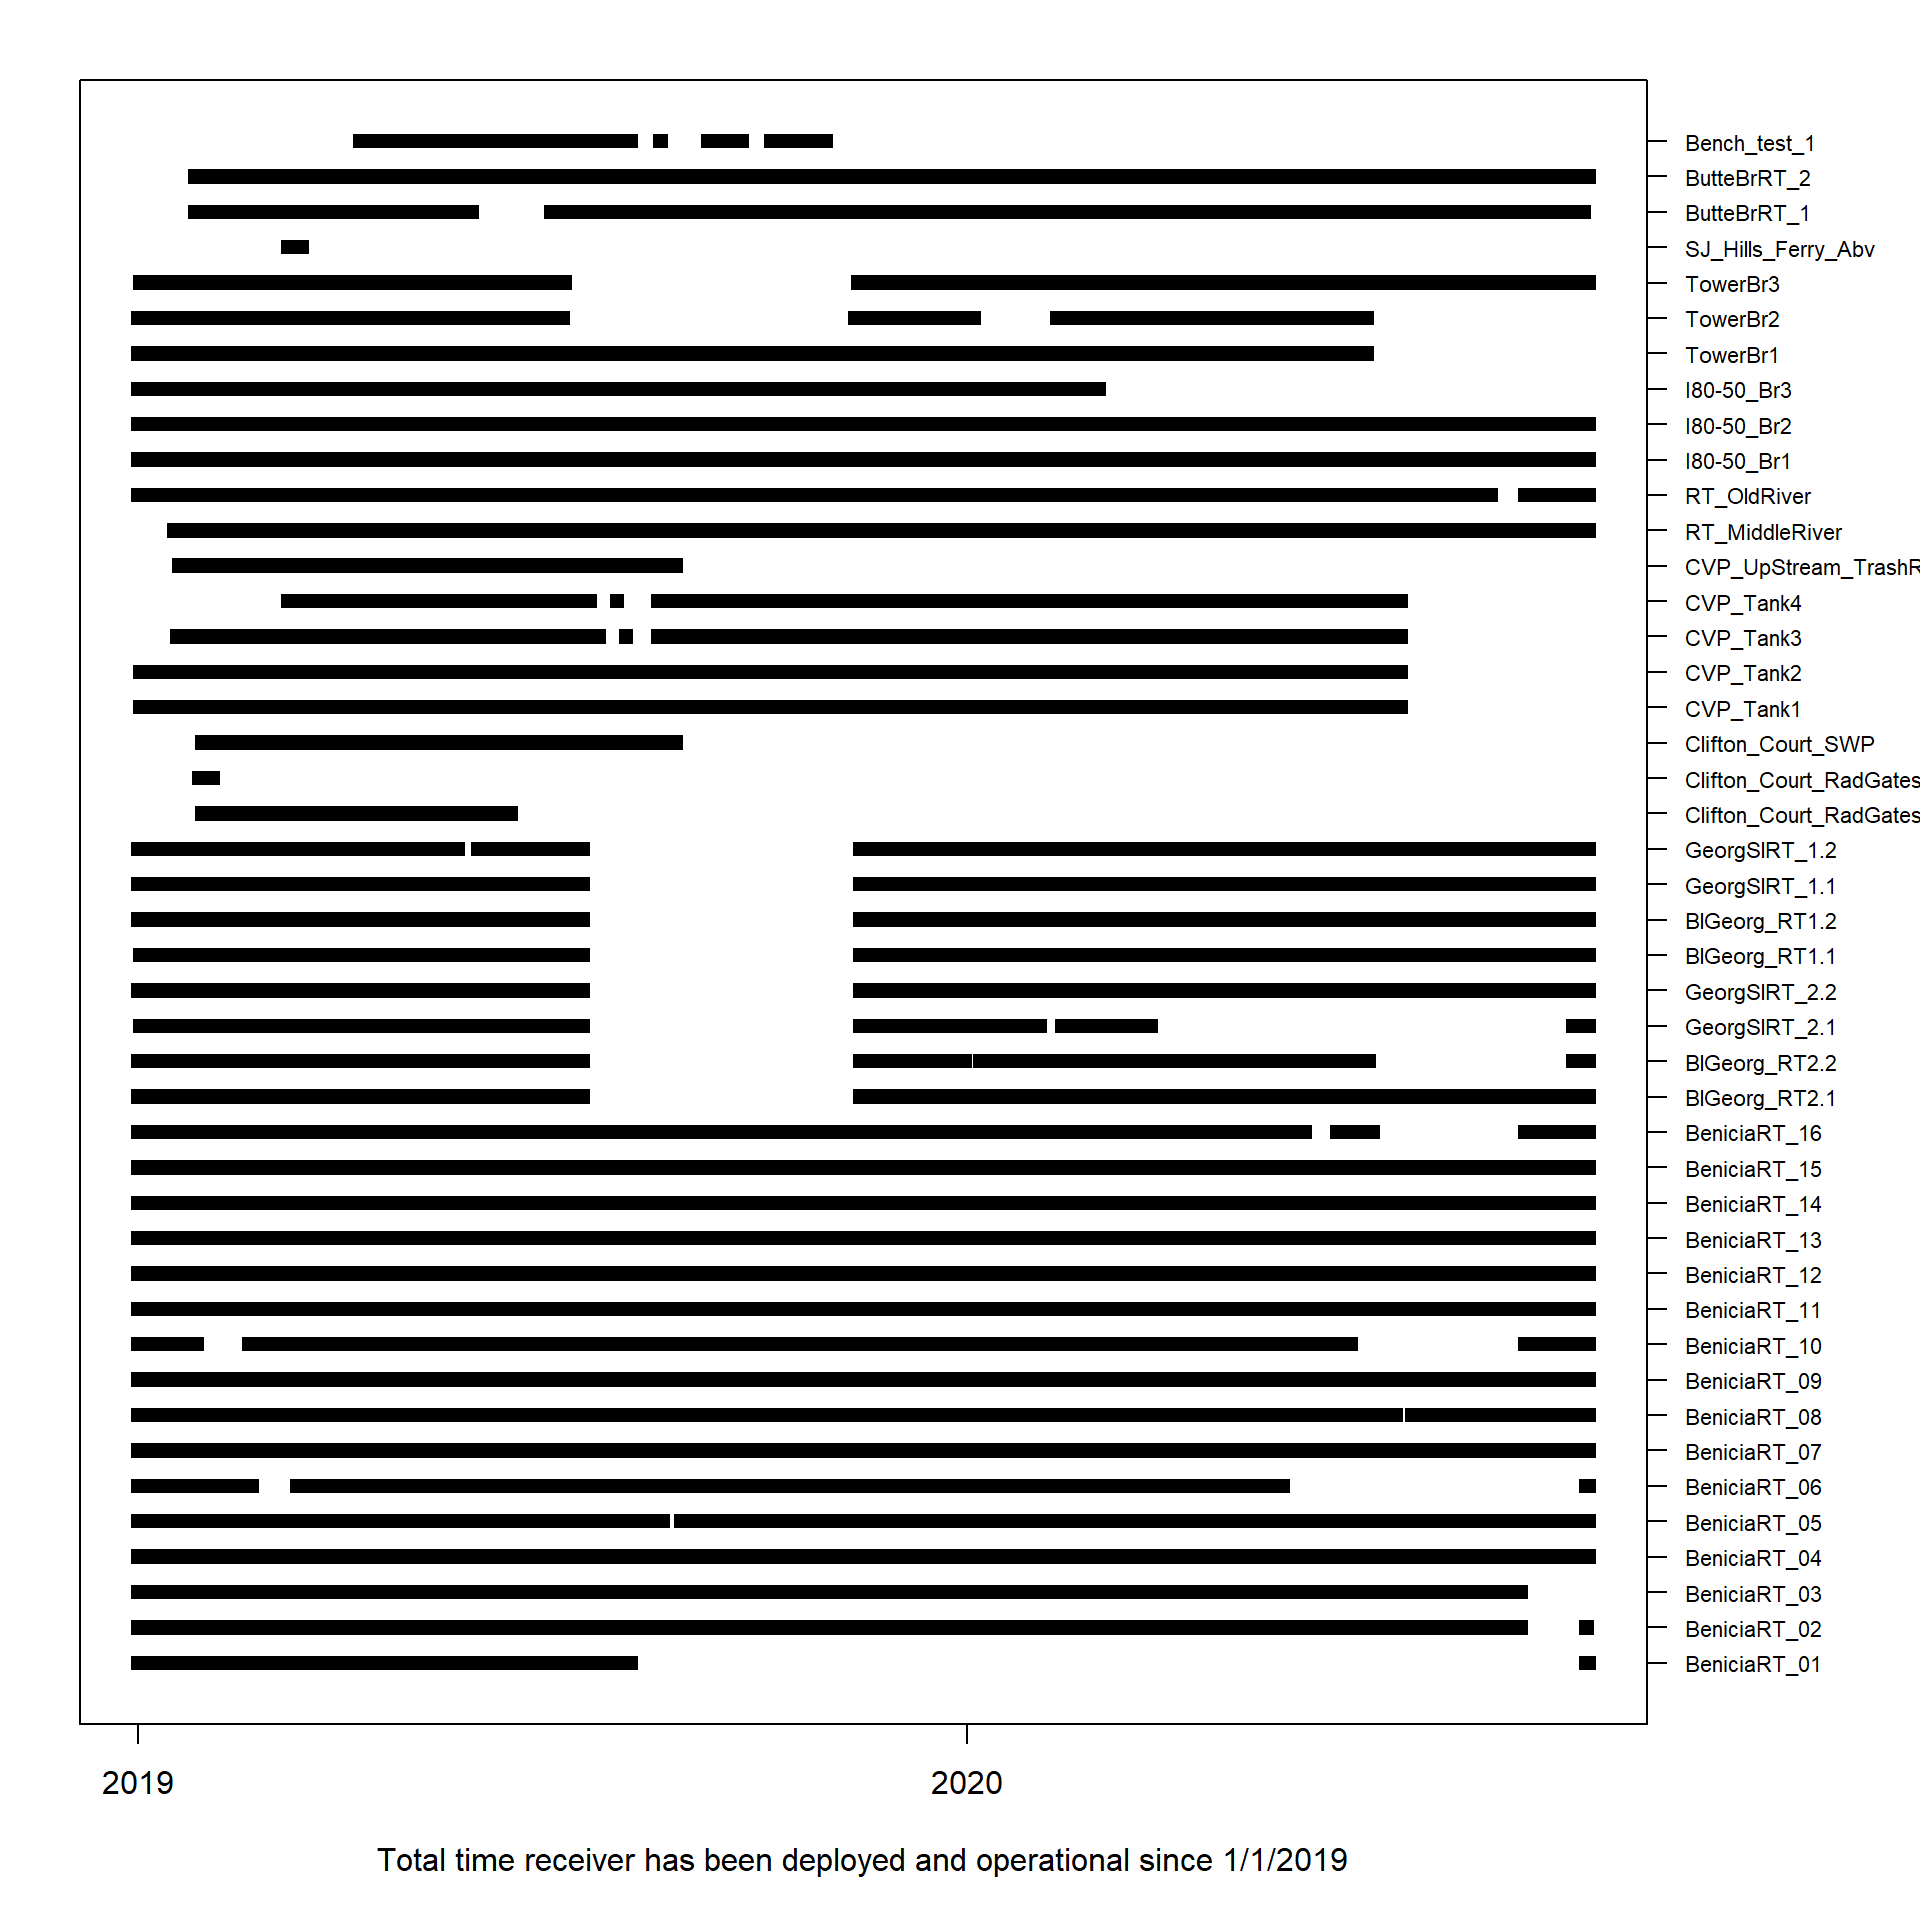 Bench_test_1
ButteBrRT_2
ButteBrRT_1
SJ_Hills_Ferry_Abv
TowerBr3
TowerBr2
TowerBr1
I80-50_Br3
I80-50_Br2
I80-50_Br1
RT_OldRiver
RT_MiddleRiver
CVP_UpStream_TrashR
CVP_Tank4
CVP_Tank3
CVP_Tank2
CVP_Tank1
Clifton_Court_SWP
Clifton_Court_RadGates
Clifton_Court_RadGates
GeorgSlRT_1.2
GeorgSlRT_1.1
BlGeorg_RT1.2
BlGeorg_RT1.1
GeorgSlRT_2.2
GeorgSlRT_2.1
BlGeorg_RT2.2
BlGeorg_RT2.1
BeniciaRT_16
BeniciaRT_15
BeniciaRT_14
BeniciaRT_13
BeniciaRT_12
BeniciaRT_11
BeniciaRT_10
BeniciaRT_09
BeniciaRT_08
BeniciaRT_07
BeniciaRT_06
BeniciaRT_05
BeniciaRT_04
BeniciaRT_03
BeniciaRT_02
BeniciaRT_01
2019 2020
Total time receiver has been deployed and operational since 1/1/2019